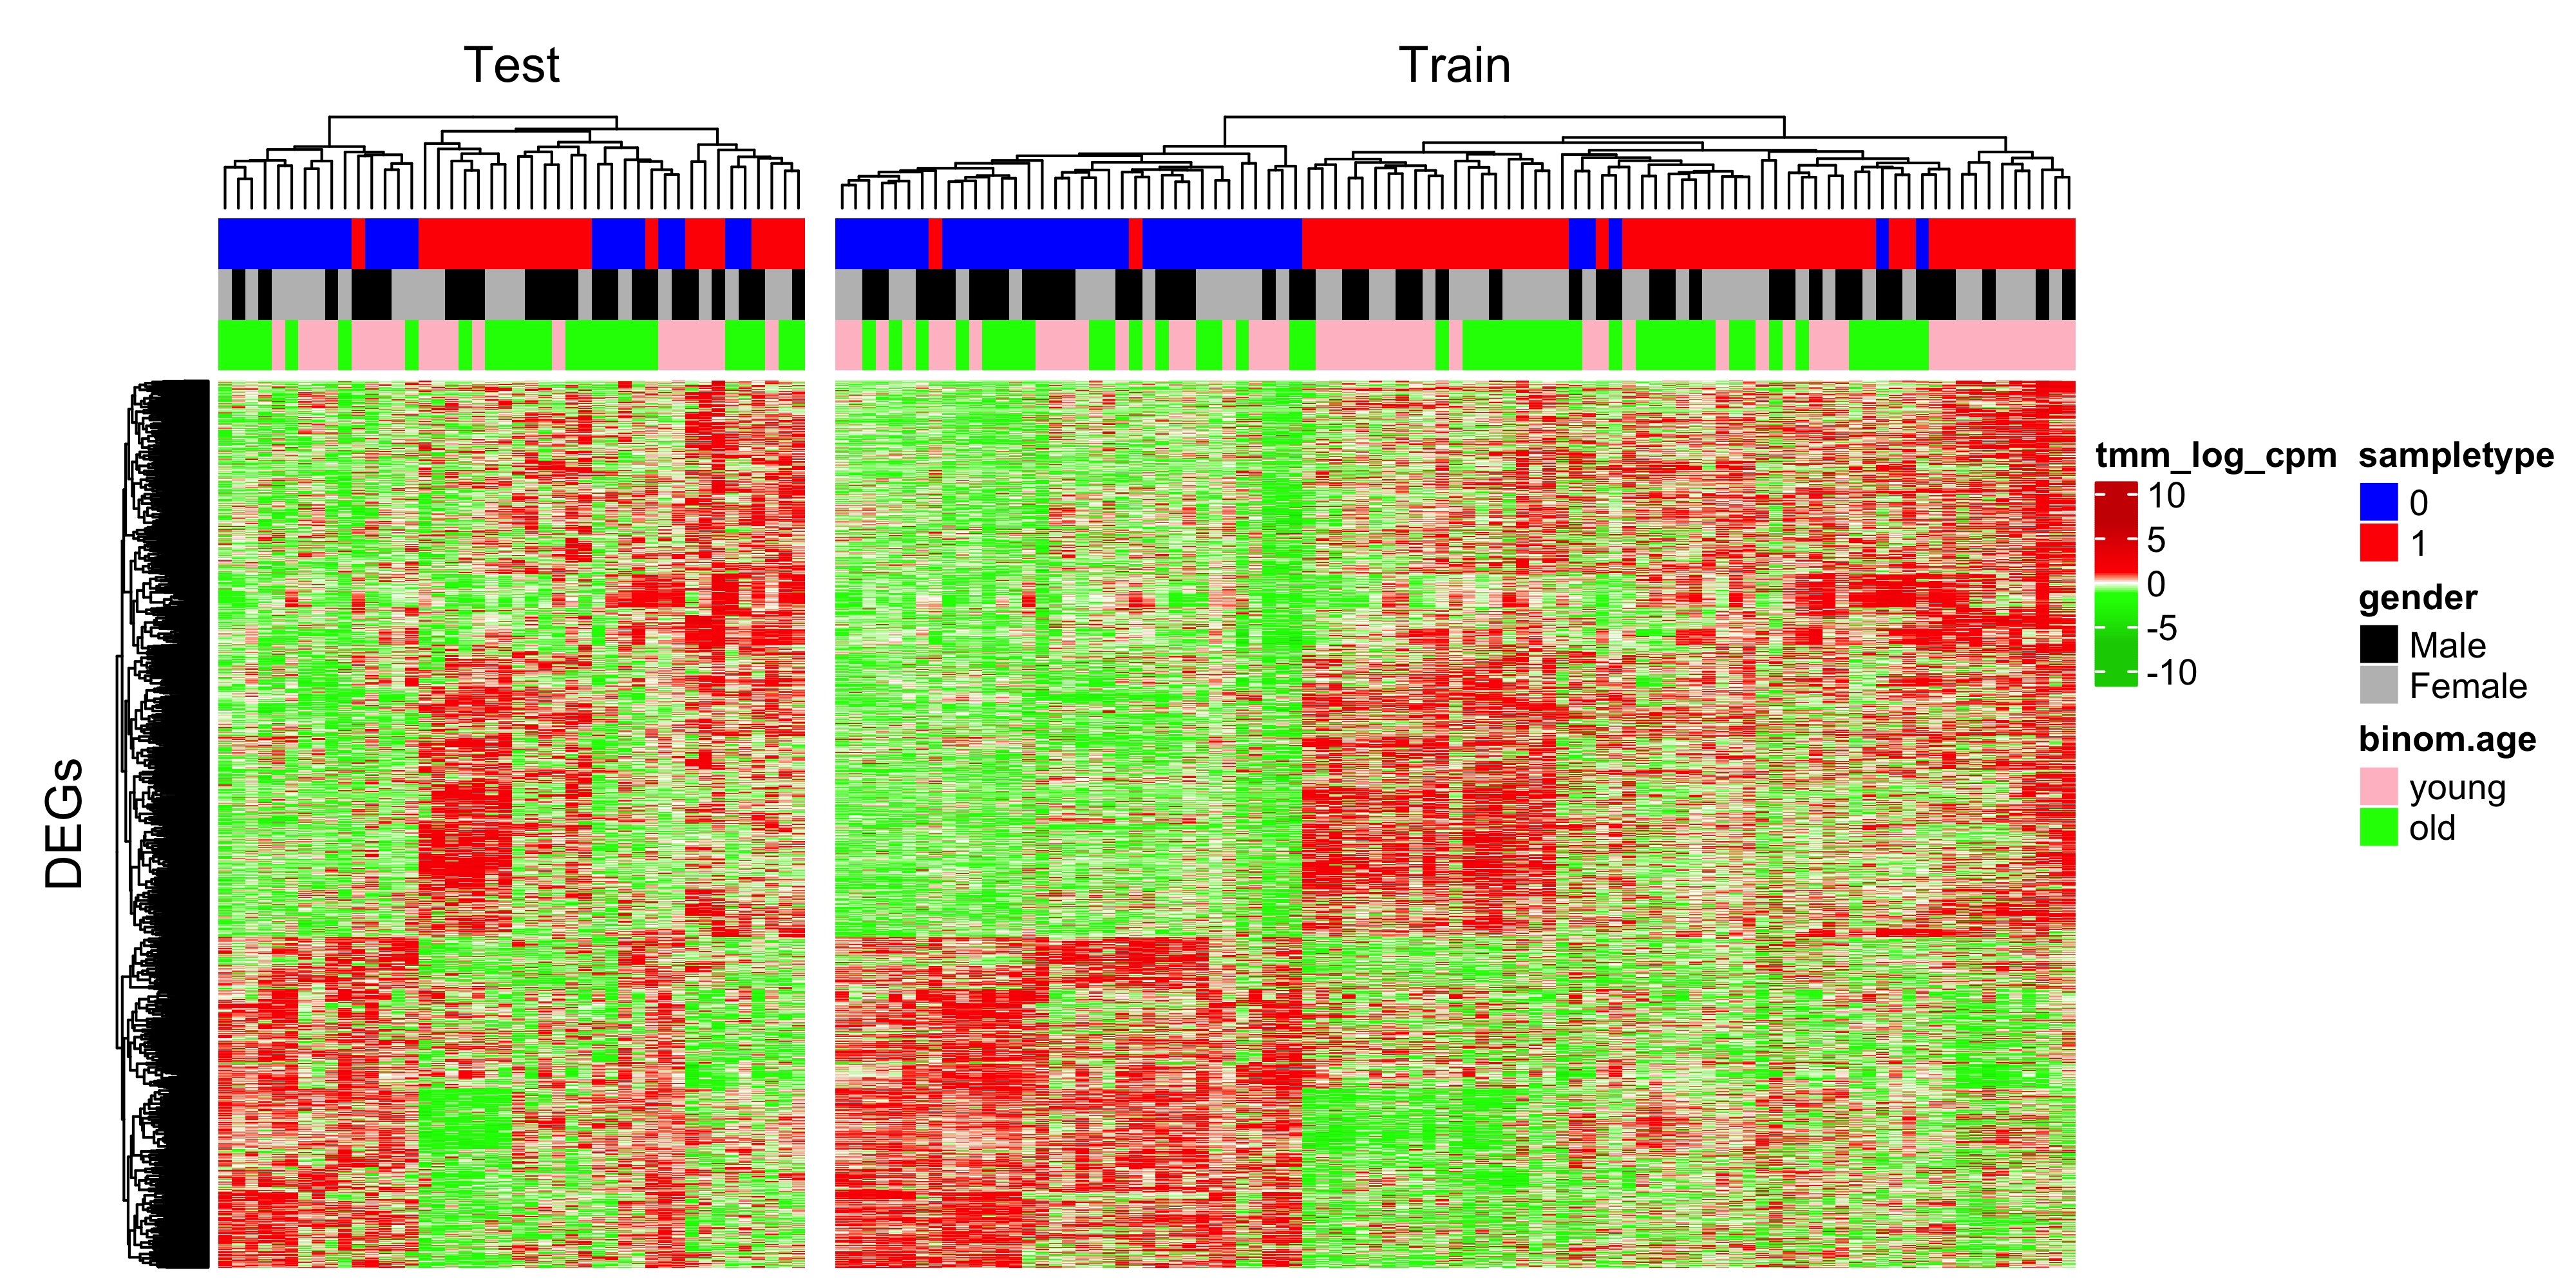 Test
Train
DEGs
tmm_log_cpm
10
5
0
-5
-10
sampletype
0
1
gender
Male
Female
binom.age
young
old